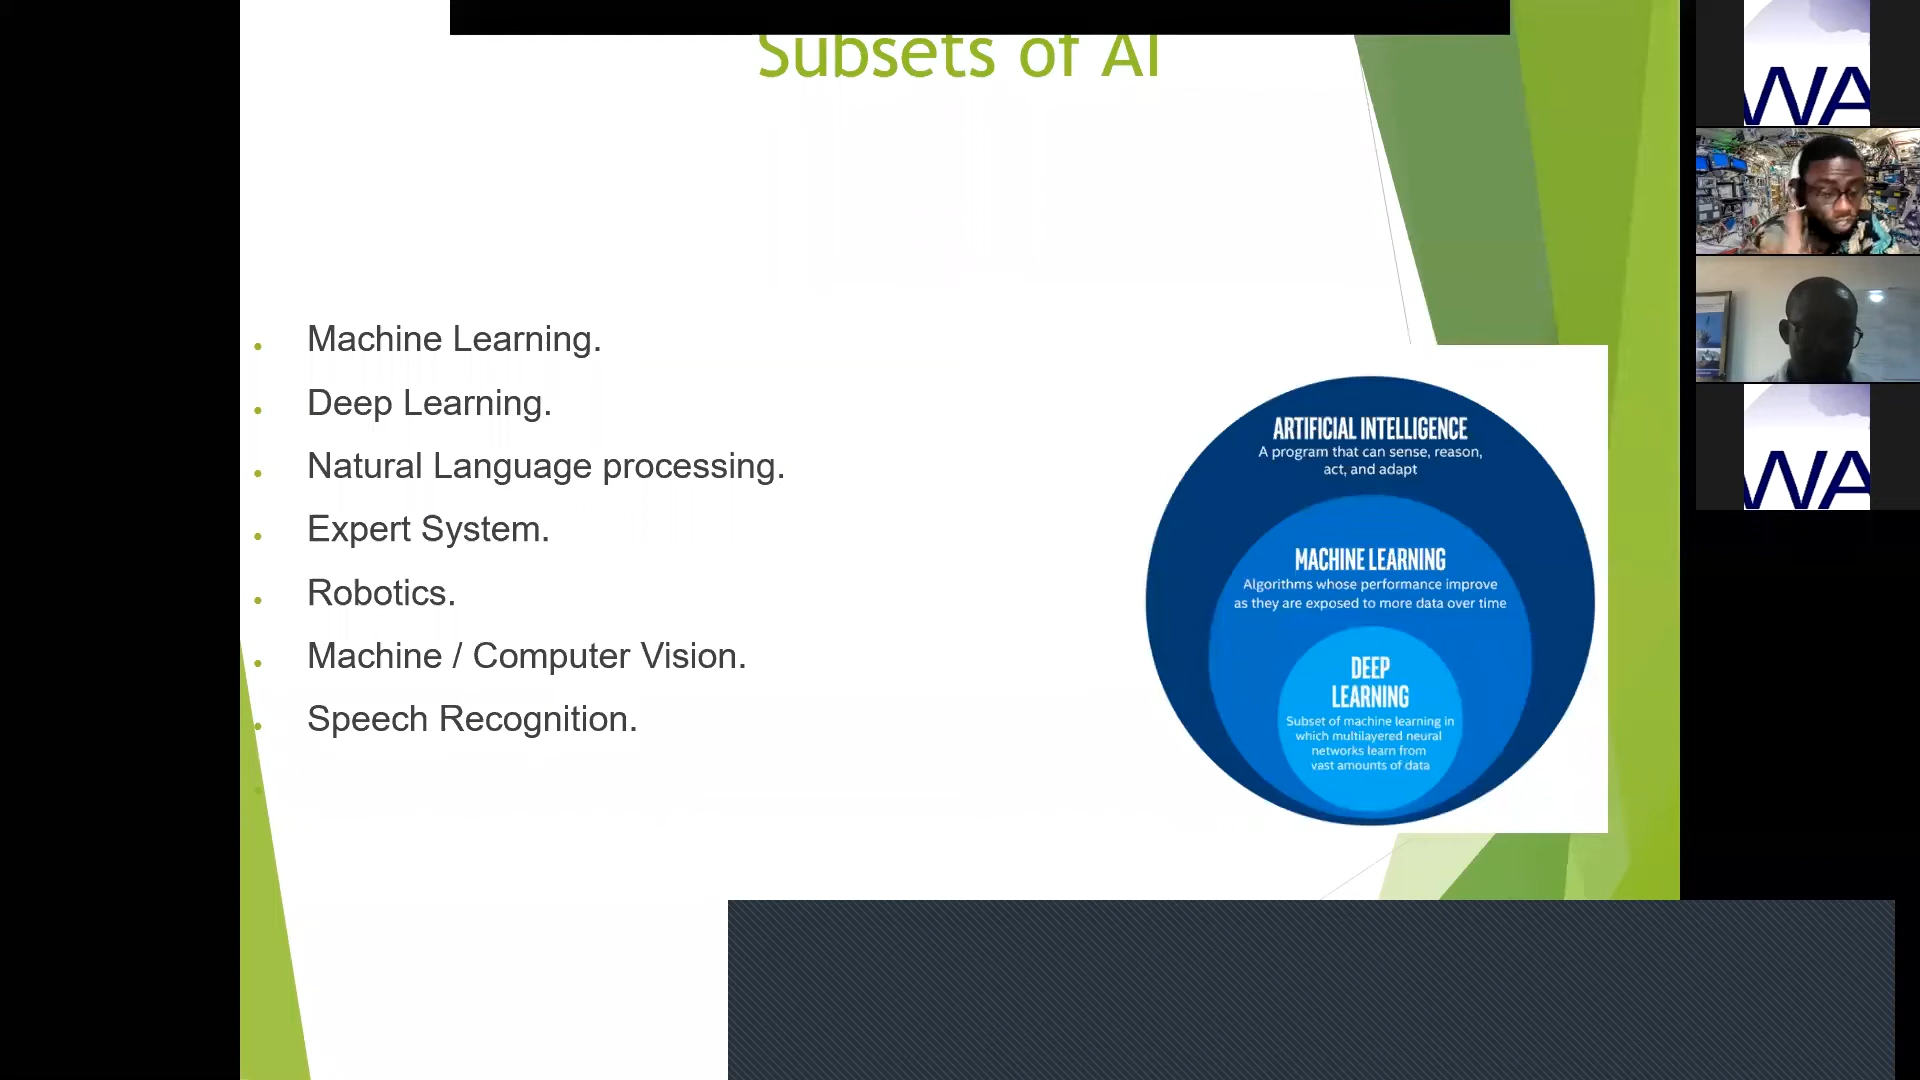 Subsets of AI
Machine Learning.
Deep Learning.
Natural Language processing.
Expert System.
Robotics.
Machine / Computer Vision.
Speech Recognition.
ARTIFICIAL INTELLIGENCE
A program that can sense, reason,
act, and adapt
MACHINE LEARNING
Algorithms whose performance improve
as they are exposed to more data over time
DEEP
LEARNING
Subset of machine learning in
which multilayered neural
networks learn from
vast amounts of data
WA
WA